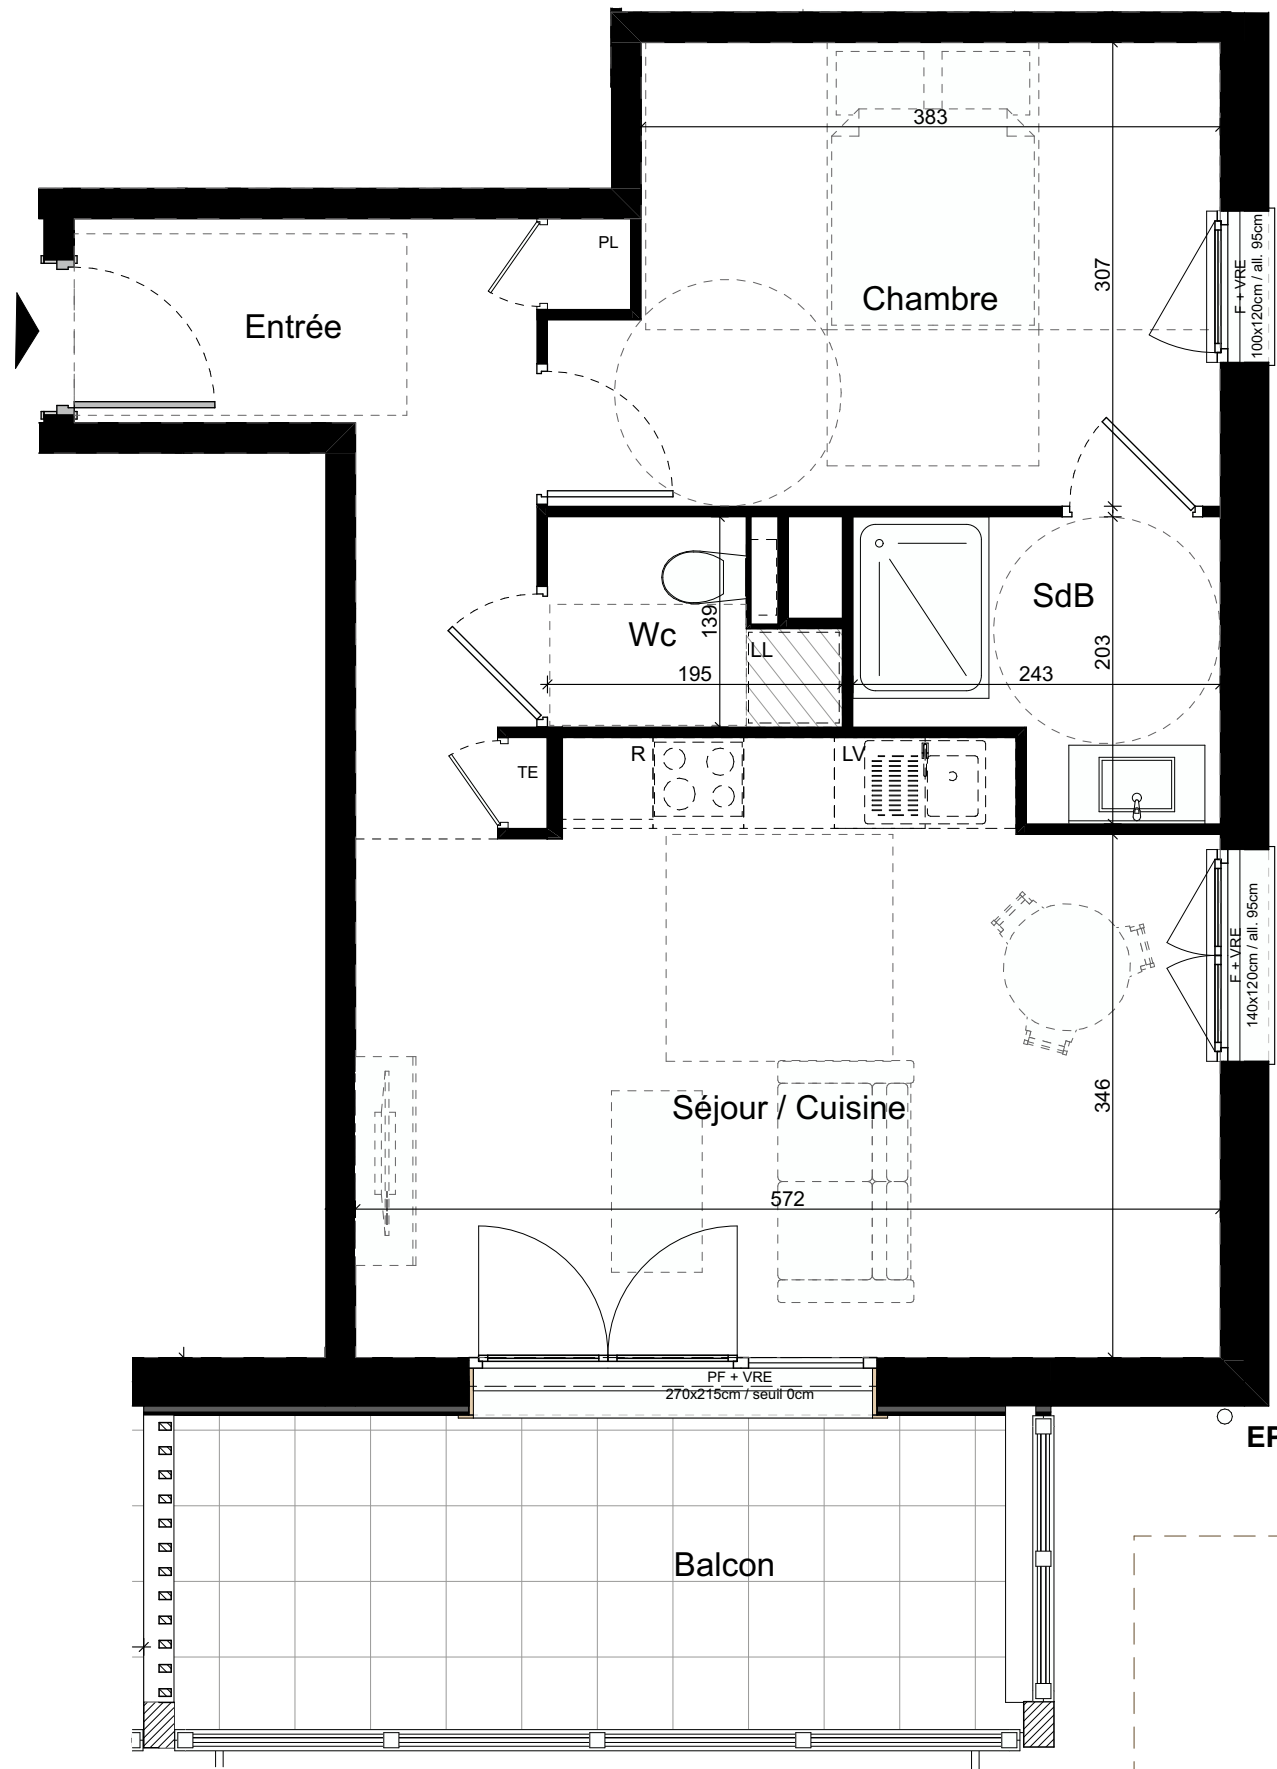 383
PL
F + VRE
100x120cm / all. 95cm
307
Chambre
Entrée
SdB
139
Wc
203
LL
195
243
R
LV
TE
F + VRE
140x120cm / all. 95cm
346
Séjour / Cuisine
572
PF + VRE
270x215cm / seuil 0cm
EP
Balcon